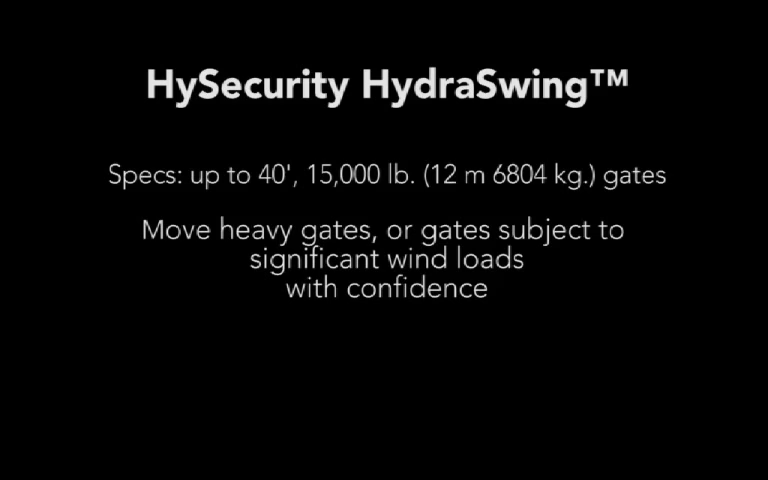 HySecurity HydraSwing™
Specs: up to 40', 15,000 lb. (12 m 6804 kg.) gates
Move heavy gates, or gates subject to
significant wind loads
with confidence